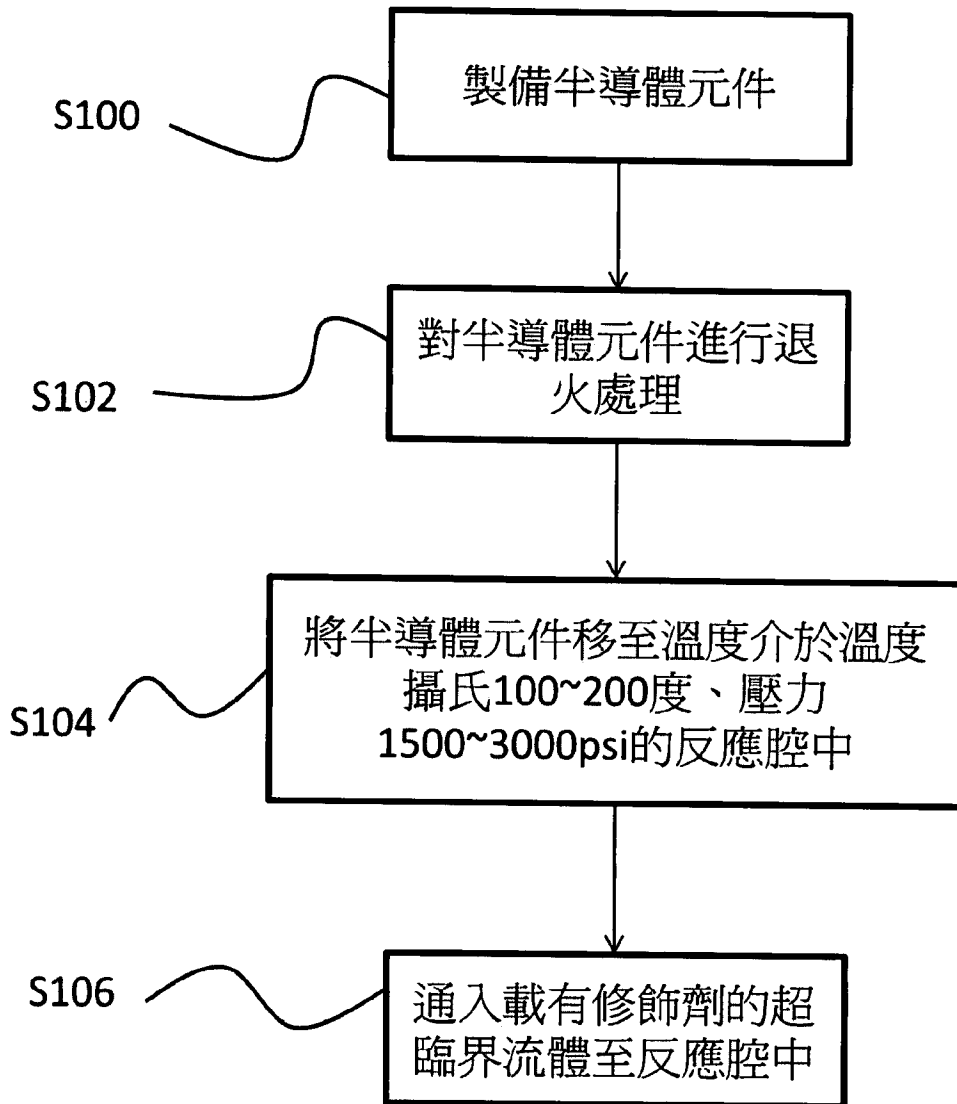 S100
製備半導體元件
S102
對半導體元件進行退
火處理
S104
將半導體元件移至溫度介於溫度
攝氏100~200度、壓力
1500~3000psi的反應腔中
S106
通入載有修飾劑的超
臨界流體至反應腔中